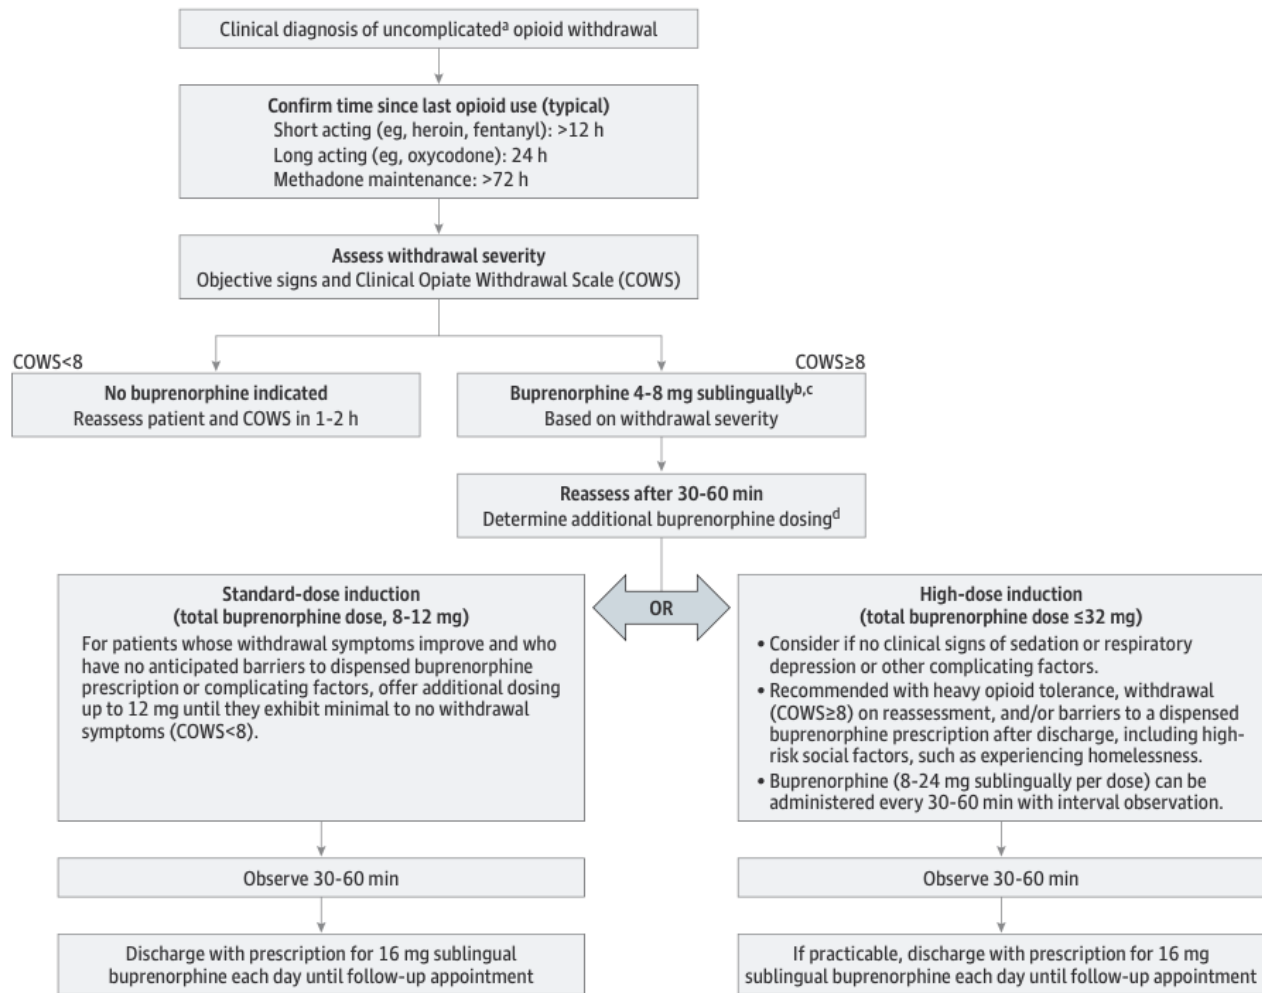 Clinical diagnosis of uncomplicatedᵃ opioid withdrawal
Confirm time since last opioid use (typical)
Short acting (eg, heroin, fentanyl): >12 h
Long acting (eg, oxycodone): 24 h
Methadone maintenance: >72 h
Assess withdrawal severity
Objective signs and Clinical Opiate Withdrawal Scale (COWS)
COWS<8
No buprenorphine indicated
Reassess patient and COWS in 1-2 h
COWS≥8
Buprenorphine 4-8 mg sublinguallyᵇ,ᶜ
Based on withdrawal severity
Reassess after 30-60 min
Determine additional buprenorphine dosingᵈ
OR
Standard-dose induction
(total buprenorphine dose, 8-12 mg)
For patients whose withdrawal symptoms improve and who
have no anticipated barriers to dispensed buprenorphine
prescription or complicating factors, offer additional dosing
up to 12 mg until they exhibit minimal to no withdrawal
symptoms (COWS<8).
Observe 30-60 min
Discharge with prescription for 16 mg sublingual
buprenorphine each day until follow-up appointment
High-dose induction
(total buprenorphine dose ≤32 mg)
• Consider if no clinical signs of sedation or respiratory
depression or other complicating factors.
• Recommended with heavy opioid tolerance, withdrawal
(COWS≥8) on reassessment, and/or barriers to a dispensed
buprenorphine prescription after discharge, including high-
risk social factors, such as experiencing homelessness.
• Buprenorphine (8-24 mg sublingually per dose) can be
administered every 30-60 min with interval observation.
Observe 30-60 min
If practicable, discharge with prescription for 16 mg
sublingual buprenorphine each day until follow-up appointment